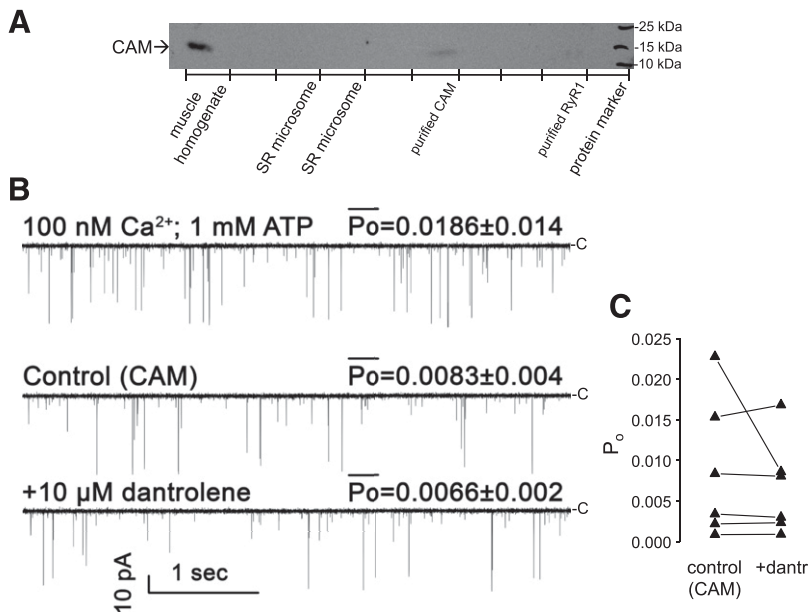 A
CAM→
-25 kDa
-15 kDa
10 kDa
muscle
homogenate
SR microsome
SR microsome
purified CAM
purified RyR1
protein marker
B
100 nM Ca²⁺; 1 mM ATP P̅o̅=0.0186±0.014
-C
Control (CAM) P̅o̅=0.0083±0.004
-C
+10 µM dantrolene P̅o̅=0.0066±0.002
-C
10 pA
1 sec
C
0.025
0.020
0.015
0.010
0.005
0.000
Pₒ
control
(CAM)
+dantr